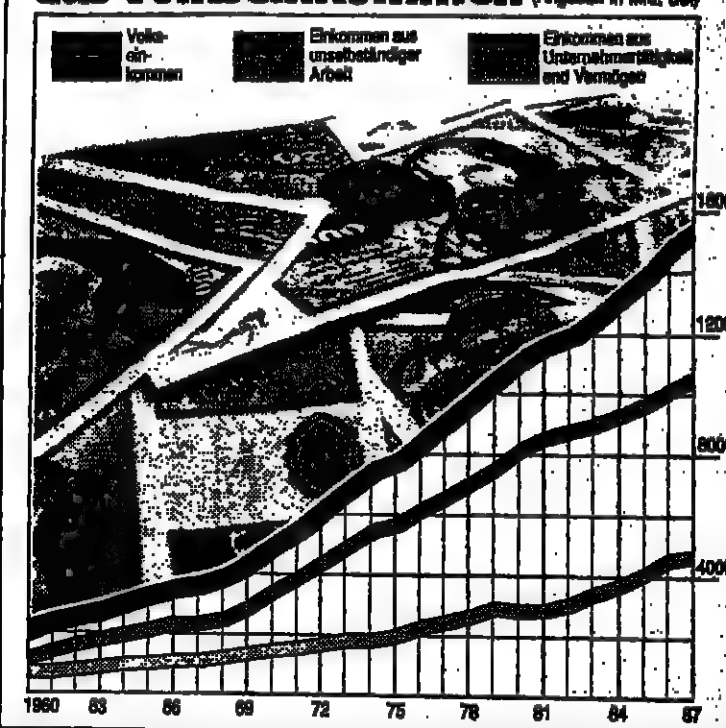 Volks-
ein-
kommen
Einkommen aus
unselbständiger
Arbeit
Einkommen aus
Unternehmertätigkeit
und Vermögen
1600
1200
800
400
1960 63 66 69 72 75 78 81 84 87